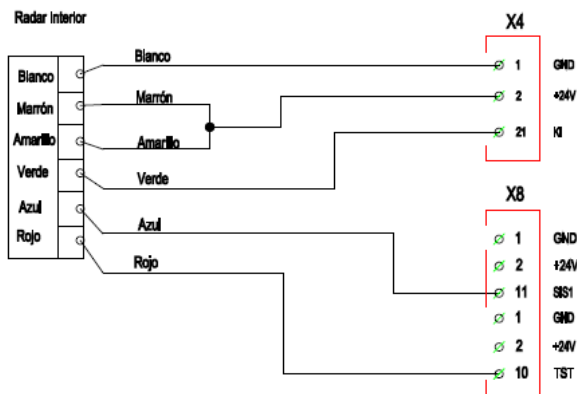 Radar Interior
X4
Blanco
Blanco
1 GND
Marrón
Marrón
2 +24V
Amarillo
Amarillo
21 KI
Verde
Verde
X8
Azul
Azul
1 GND
Rojo
Rojo
2 +24V
11 SIS1
1 GND
2 +24V
10 TST